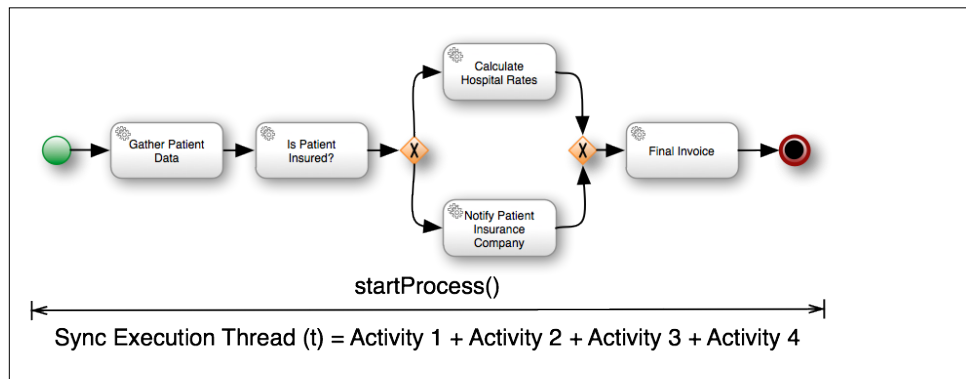 Calculate
Hospital Rates
Gather Patient
Data
Is Patient
Insured?
X
X
Final Invoice
Notify Patient
Insurance
Company
startProcess()
Sync Execution Thread (t) = Activity 1 + Activity 2 + Activity 3 + Activity 4